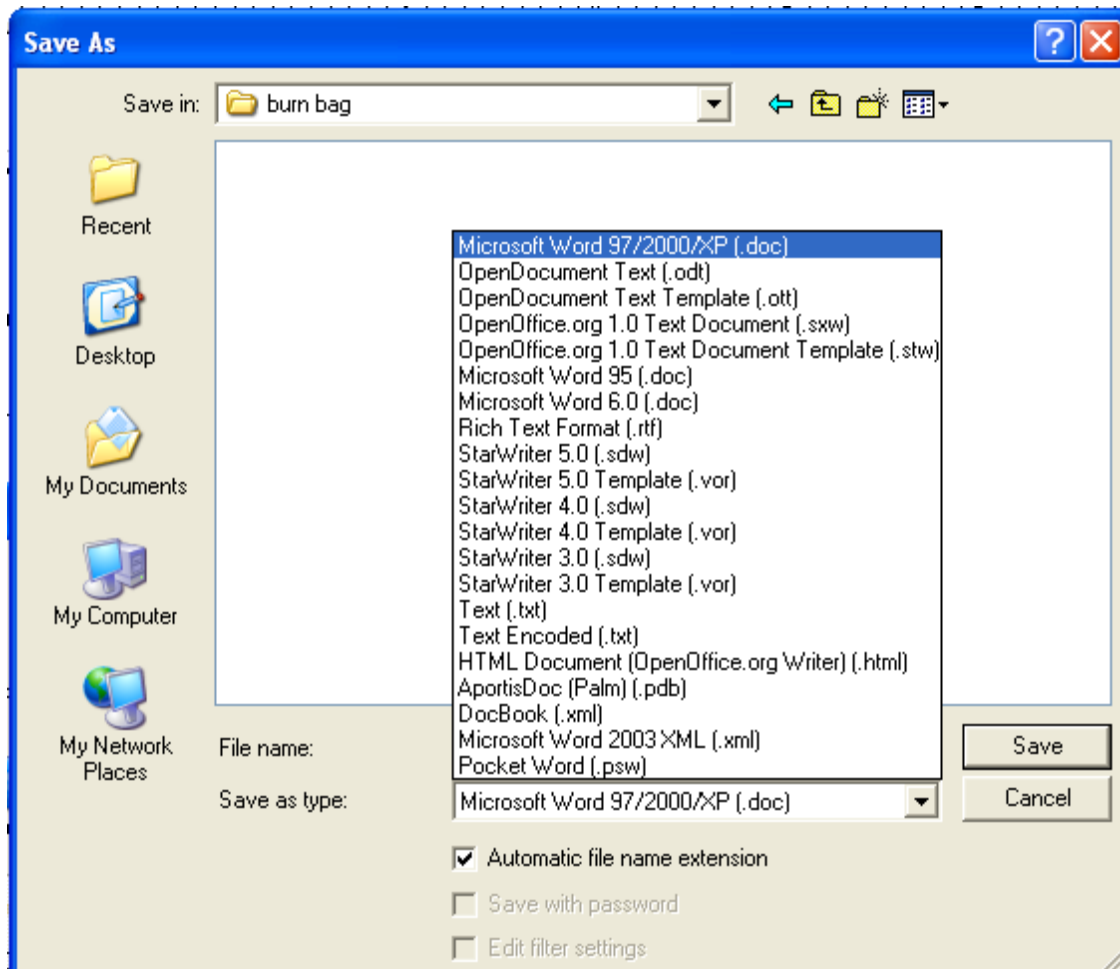 Save As
Save in:
burn bag
Recent
Desktop
My Documents
My Computer
My Network
Places
Microsoft Word 97/2000/XP (.doc)
OpenDocument Text (.odt)
OpenDocument Text Template (.ott)
OpenOffice.org 1.0 Text Document (.sxw)
OpenOffice.org 1.0 Text Document Template (.stw)
Microsoft Word 95 (.doc)
Microsoft Word 6.0 (.doc)
Rich Text Format (.rtf)
StarWriter 5.0 (.sdw)
StarWriter 5.0 Template (.vor)
StarWriter 4.0 (.sdw)
StarWriter 4.0 Template (.vor)
StarWriter 3.0 (.sdw)
StarWriter 3.0 Template (.vor)
Text (.txt)
Text Encoded (.txt)
HTML Document (OpenOffice.org Writer) (.html)
AportisDoc (Palm) (.pdb)
DocBook (.xml)
Microsoft Word 2003 XML (.xml)
Pocket Word (.psw)
File name:
Save
Save as type:
Microsoft Word 97/2000/XP (.doc)
Cancel
Automatic file name extension
Save with password
Edit filter settings